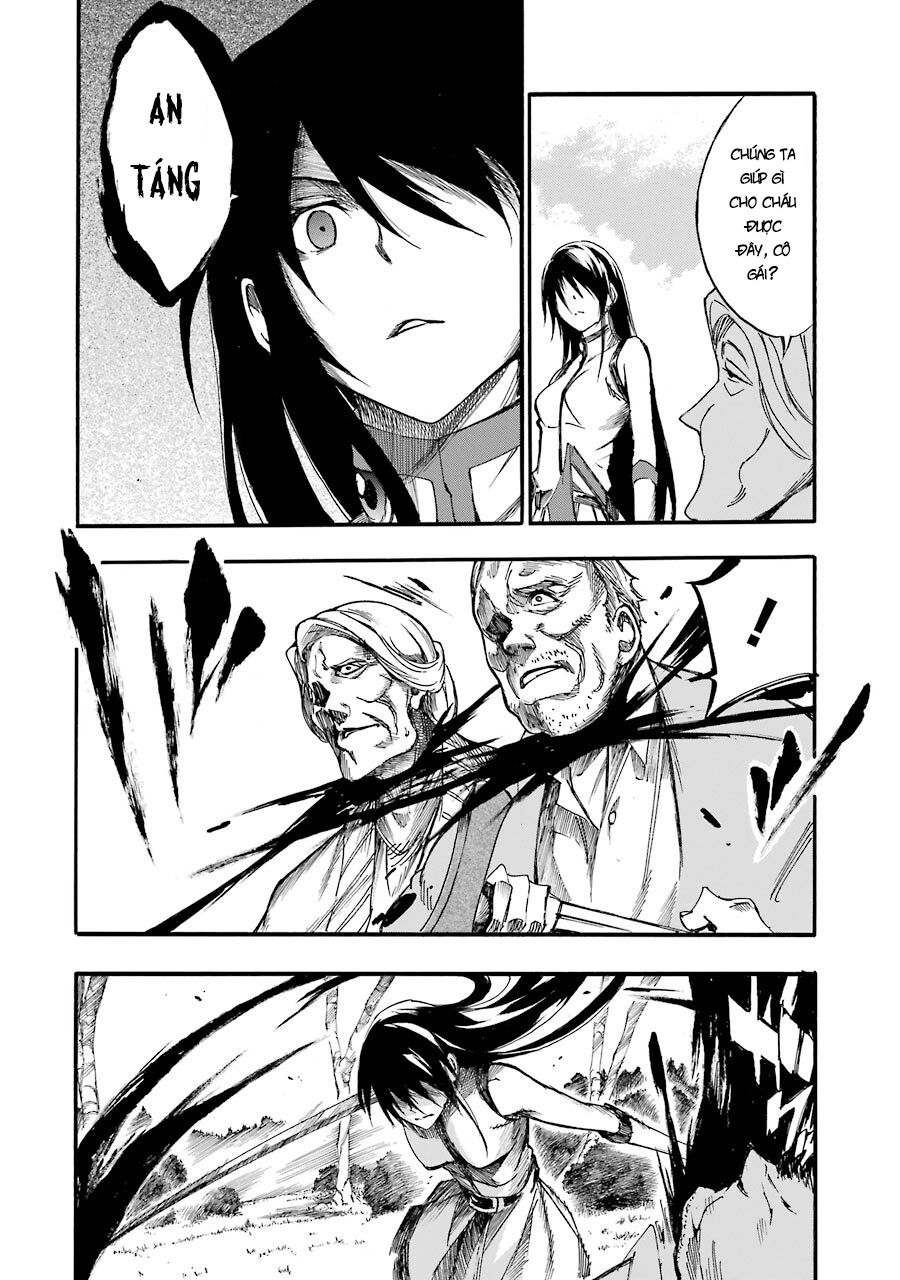 CHÚNG TA
GIÚP GÌ
CHO CHÁU
ĐƯỢC
ĐÂY, CÔ
GÁI?
AN
TÁNG
!